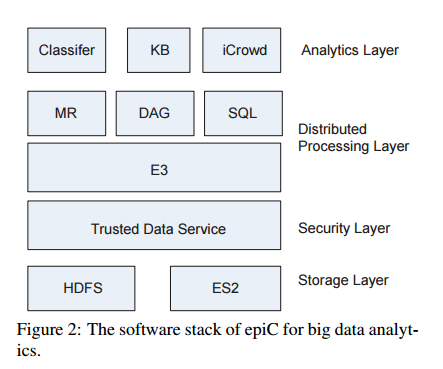 Classifer
KB
iCrowd
Analytics Layer
MR
DAG
SQL
Distributed
Processing Layer
E3
Trusted Data Service
Security Layer
HDFS
ES2
Storage Layer
Figure 2: The software stack of epiC for big data analyt-
ics.